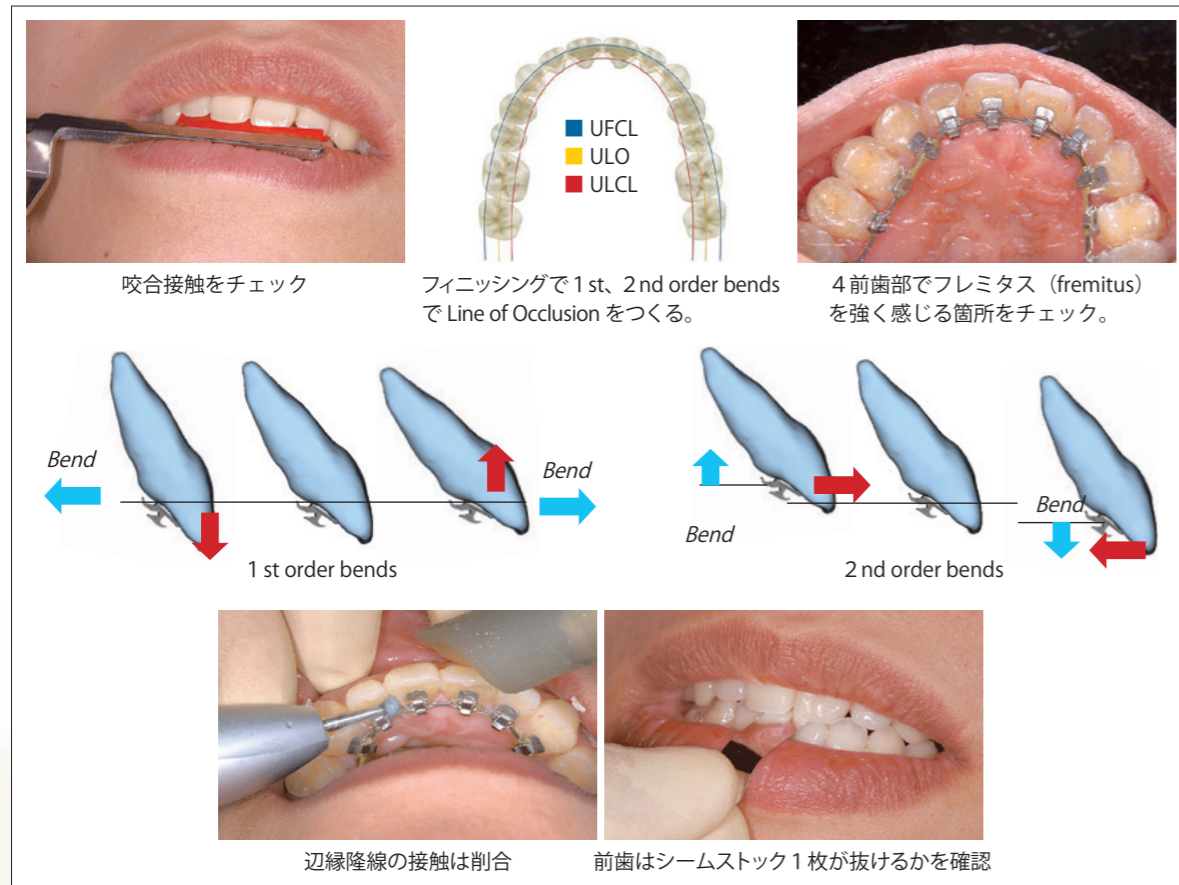 UFCL
ULO
ULCL
咬合接触をチェック
フィニッシングで 1 st、2 nd order bends
で Line of Occlusion をつくる。
4 前歯部でフレミタス（fremitus）
を強く感じる箇所をチェック。
Bend
Bend
1 st order bends
Bend
Bend
2 nd order bends
辺縁隆線の接触は削合
前歯はシームストック 1 枚が抜けるかを確認